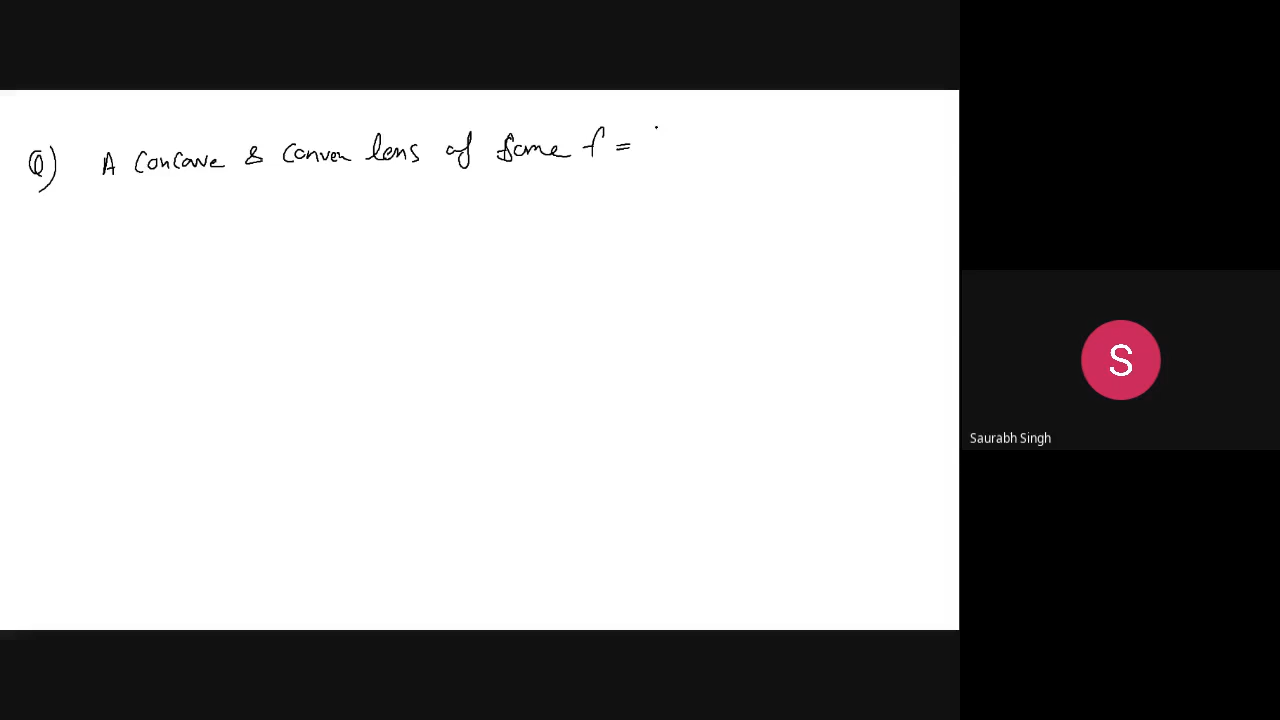 Q) A Concave & Convex lens of same f =
S
Saurabh Singh